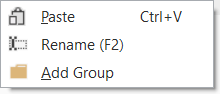 Paste Ctrl+V
Rename (F2)
Add Group